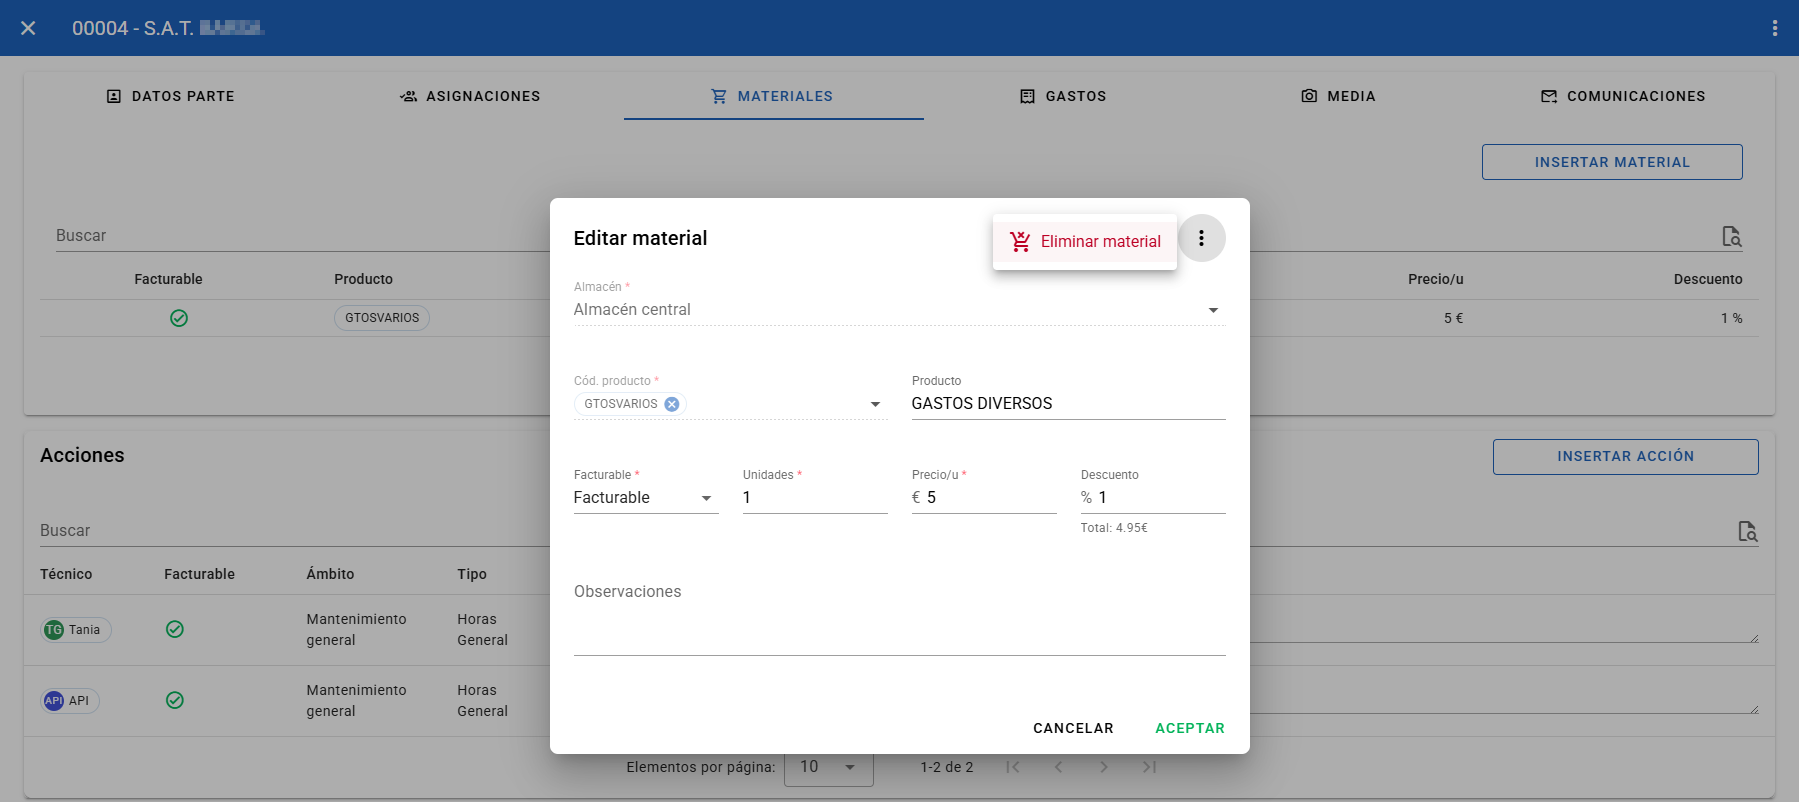 00004 - S.A.T.
DATOS PARTE
ASIGNACIONES
MATERIALES
GASTOS
MEDIA
COMUNICACIONES
INSERTAR MATERIAL
Buscar
Facturable Producto Precio/u Descuento
GTOSVARIOS 5 € 1 %
Editar material
Eliminar material
Almacén *
Almacén central
Cód. producto *
GTOSVARIOS
Producto
GASTOS DIVERSOS
Facturable * Unidades * Precio/u * Descuento
Facturable 1 € 5 % 1
Total: 4.95€
Observaciones
CANCELAR ACEPTAR
Acciones
INSERTAR ACCIÓN
Buscar
Técnico Facturable Ámbito Tipo
TG Tania Mantenimiento general Horas General
API API Mantenimiento general Horas General
Elementos por página: 10 1-2 de 2